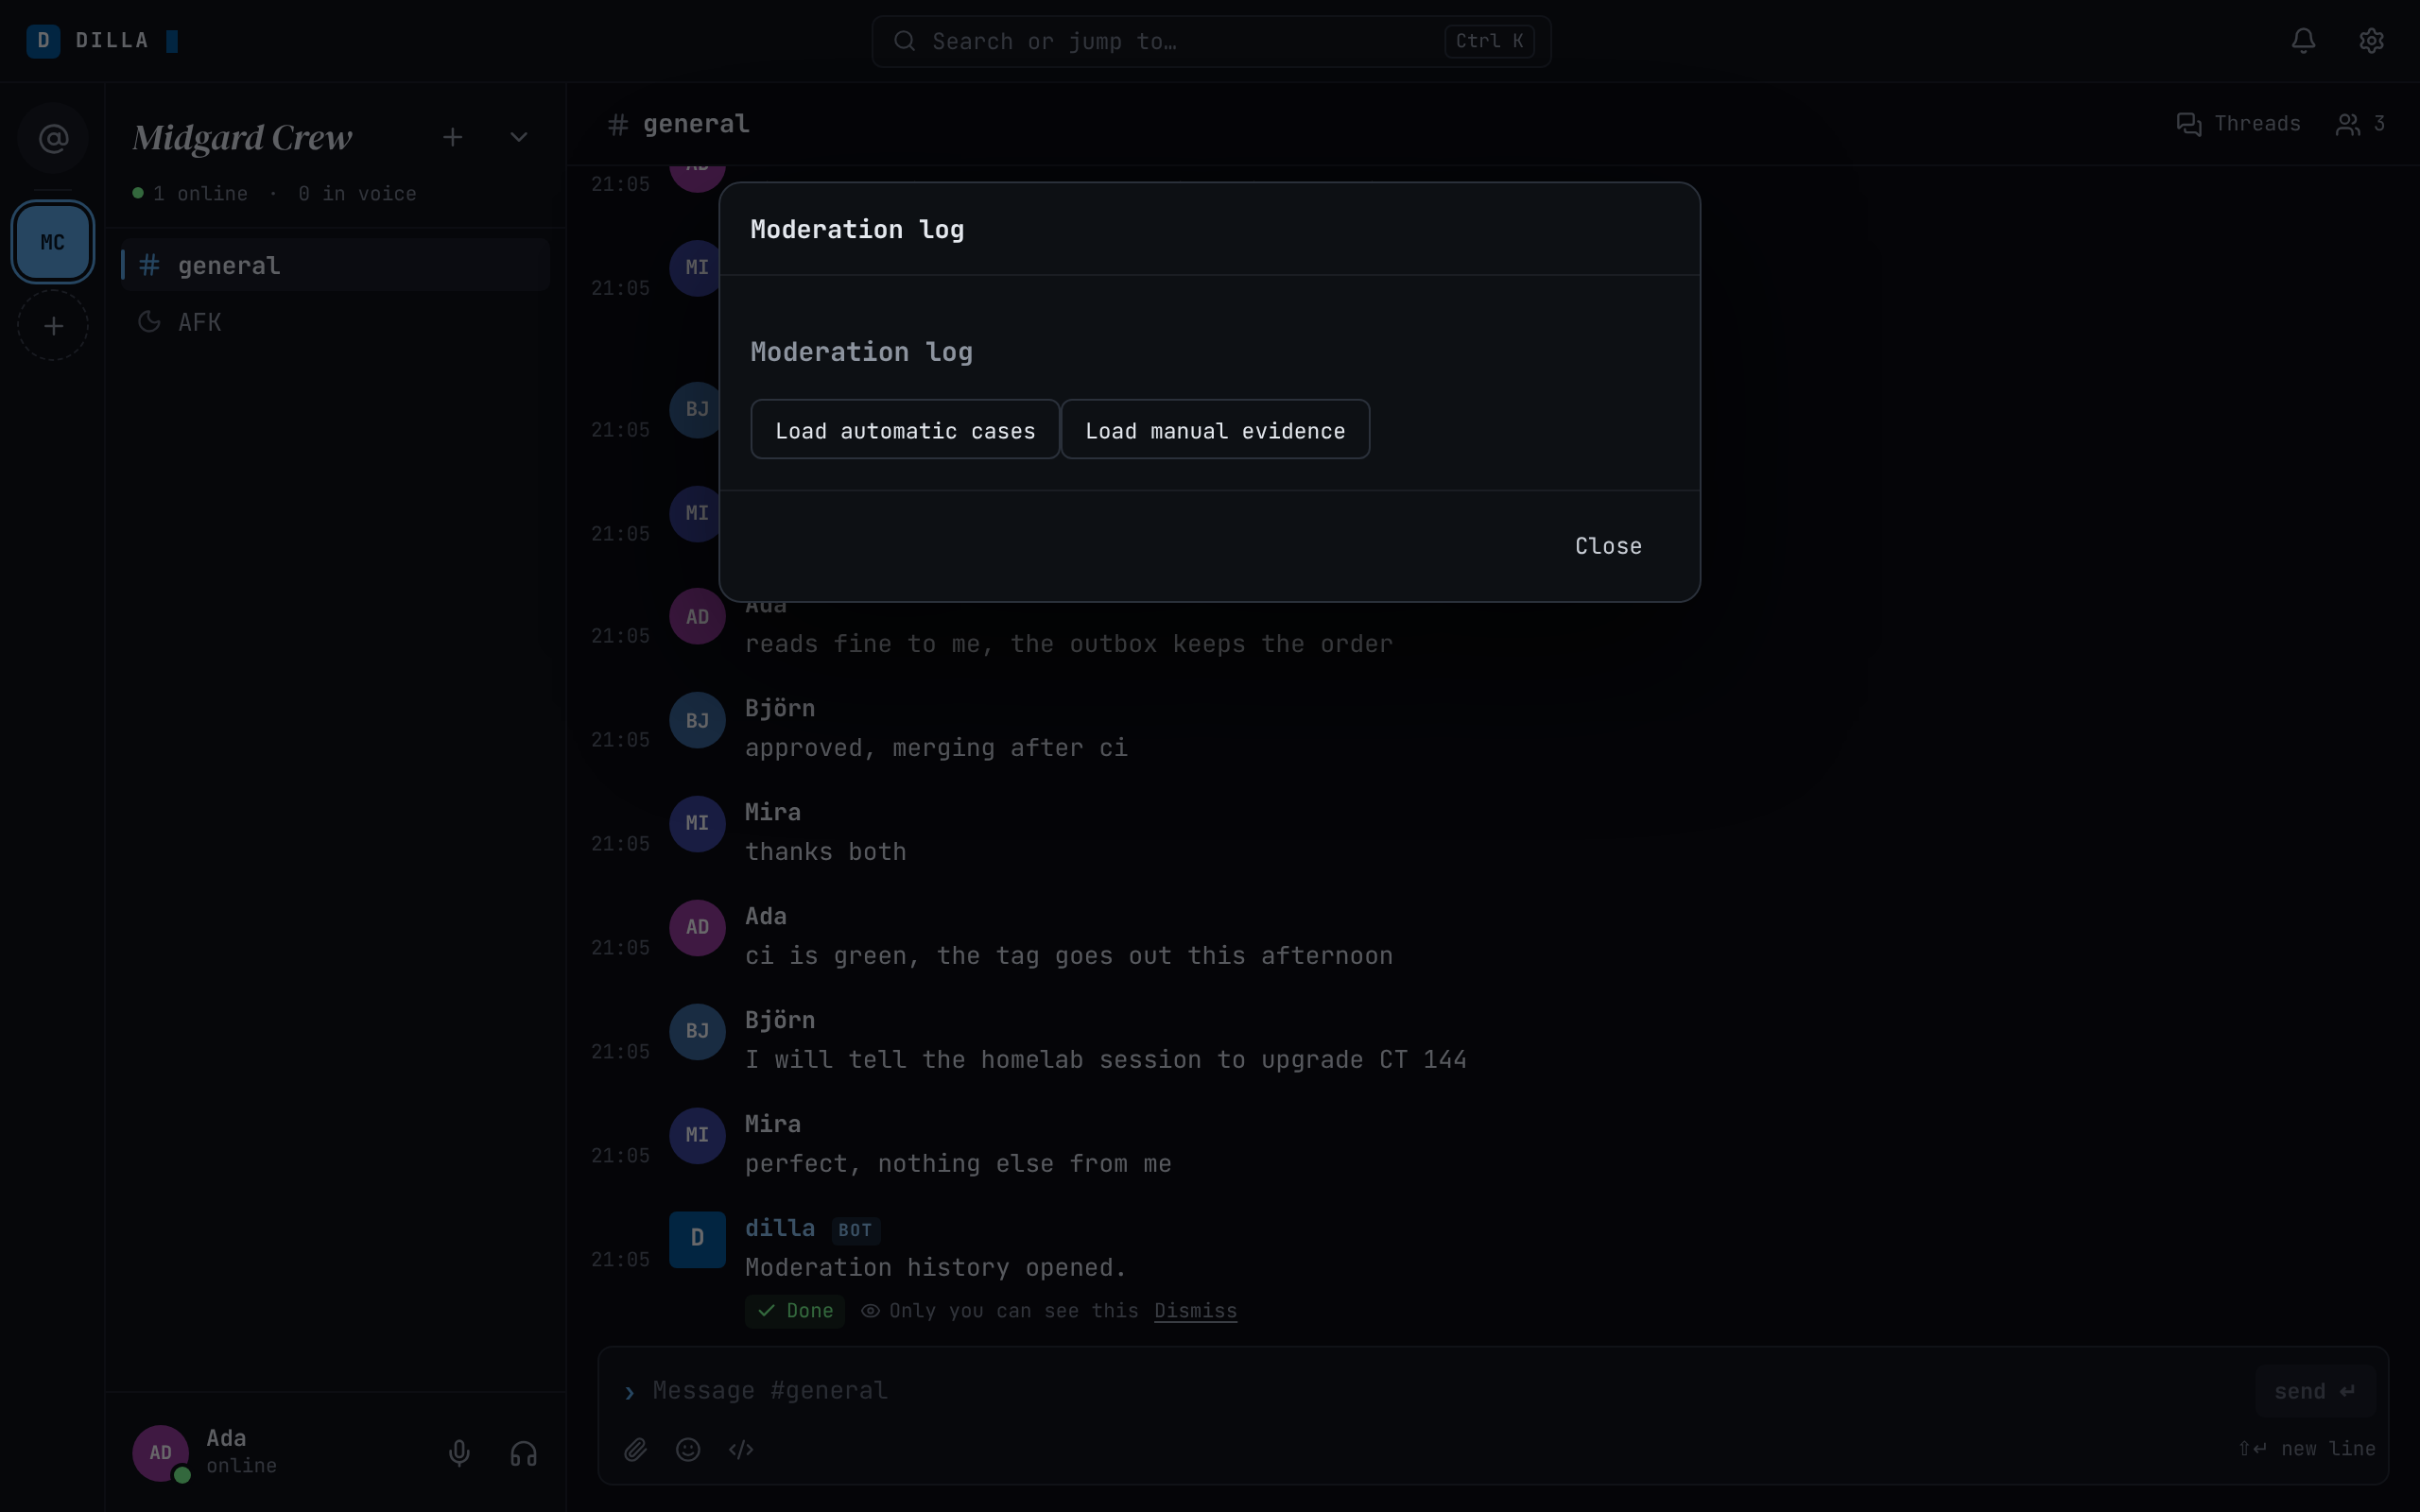 D DILLA
Search or jump to…
Ctrl K
@
Midgard Crew
1 online · 0 in voice
MC
# general
AFK
AD
Ada
online
# general
Threads
3
21:05
21:05 MI
21:05 BJ
21:05 MI
Moderation log
Moderation log
Load automatic cases
Load manual evidence
Close
AD Ada
21:05 reads fine to me, the outbox keeps the order
BJ Björn
21:05 approved, merging after ci
MI Mira
21:05 thanks both
AD Ada
21:05 ci is green, the tag goes out this afternoon
BJ Björn
21:05 I will tell the homelab session to upgrade CT 144
MI Mira
21:05 perfect, nothing else from me
D dilla BOT
21:05 Moderation history opened.
Done Only you can see this Dismiss
› Message #general
send ↵
⇧↵ new line